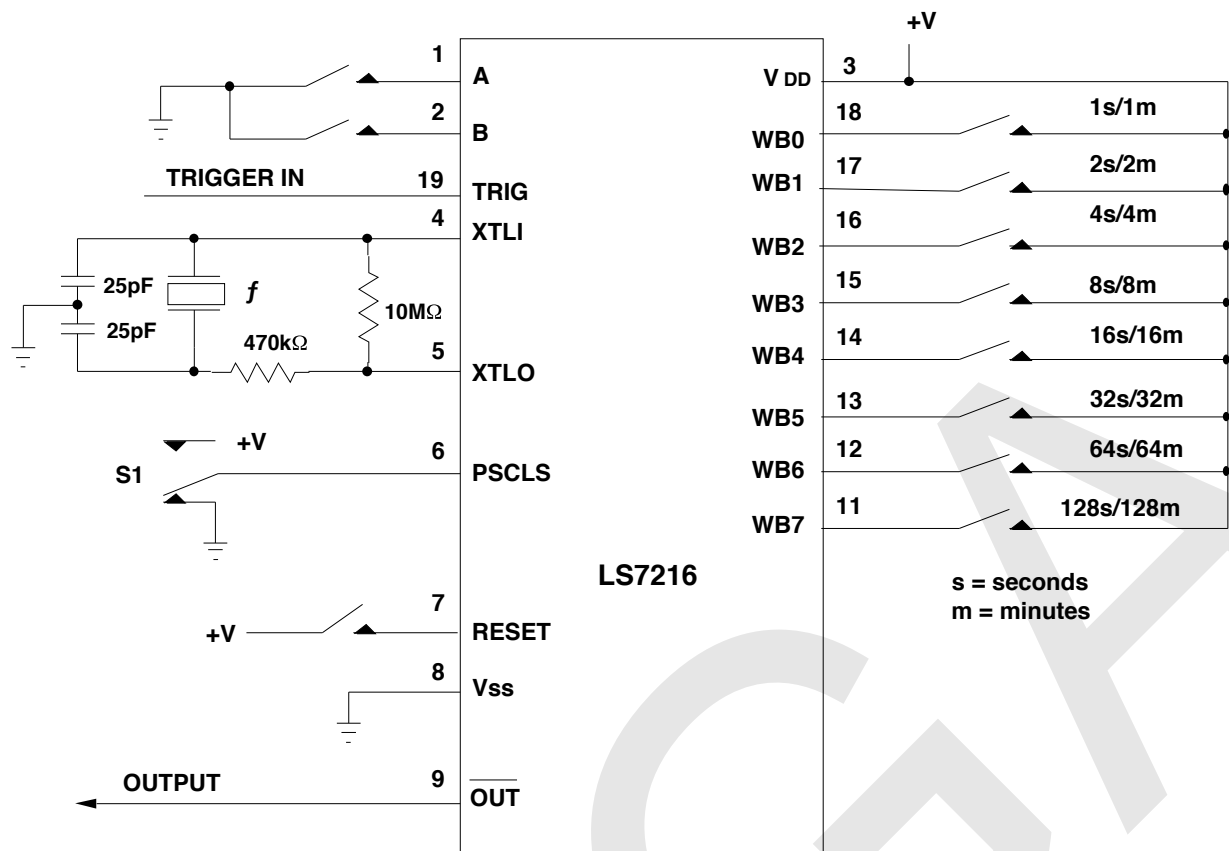 +V
1
A
2
B
TRIGGER IN
19
TRIG
4
XTLI
25pF
25pF
ƒ
10MΩ
470kΩ
5
XTLO
+V
S1
6
PSCLS
7
+V
RESET
8
Vss
OUTPUT
9
OUT
LS7216
V DD
3
WB0
18
1s/1m
WB1
17
2s/2m
WB2
16
4s/4m
WB3
15
8s/8m
WB4
14
16s/16m
WB5
13
32s/32m
WB6
12
64s/64m
WB7
11
128s/128m
s = seconds
m = minutes
GA